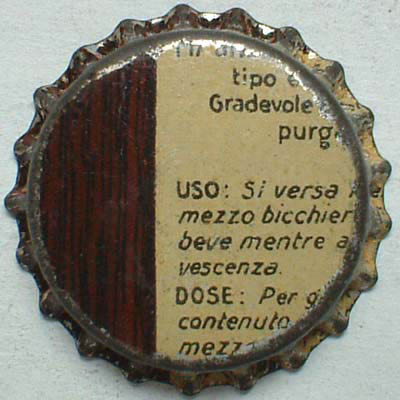 tipo
Gradevole
purg
USO: Si versa
mezzo bicchier
beve mentre a
vescenza.
DOSE: Per
contenuto
mezz